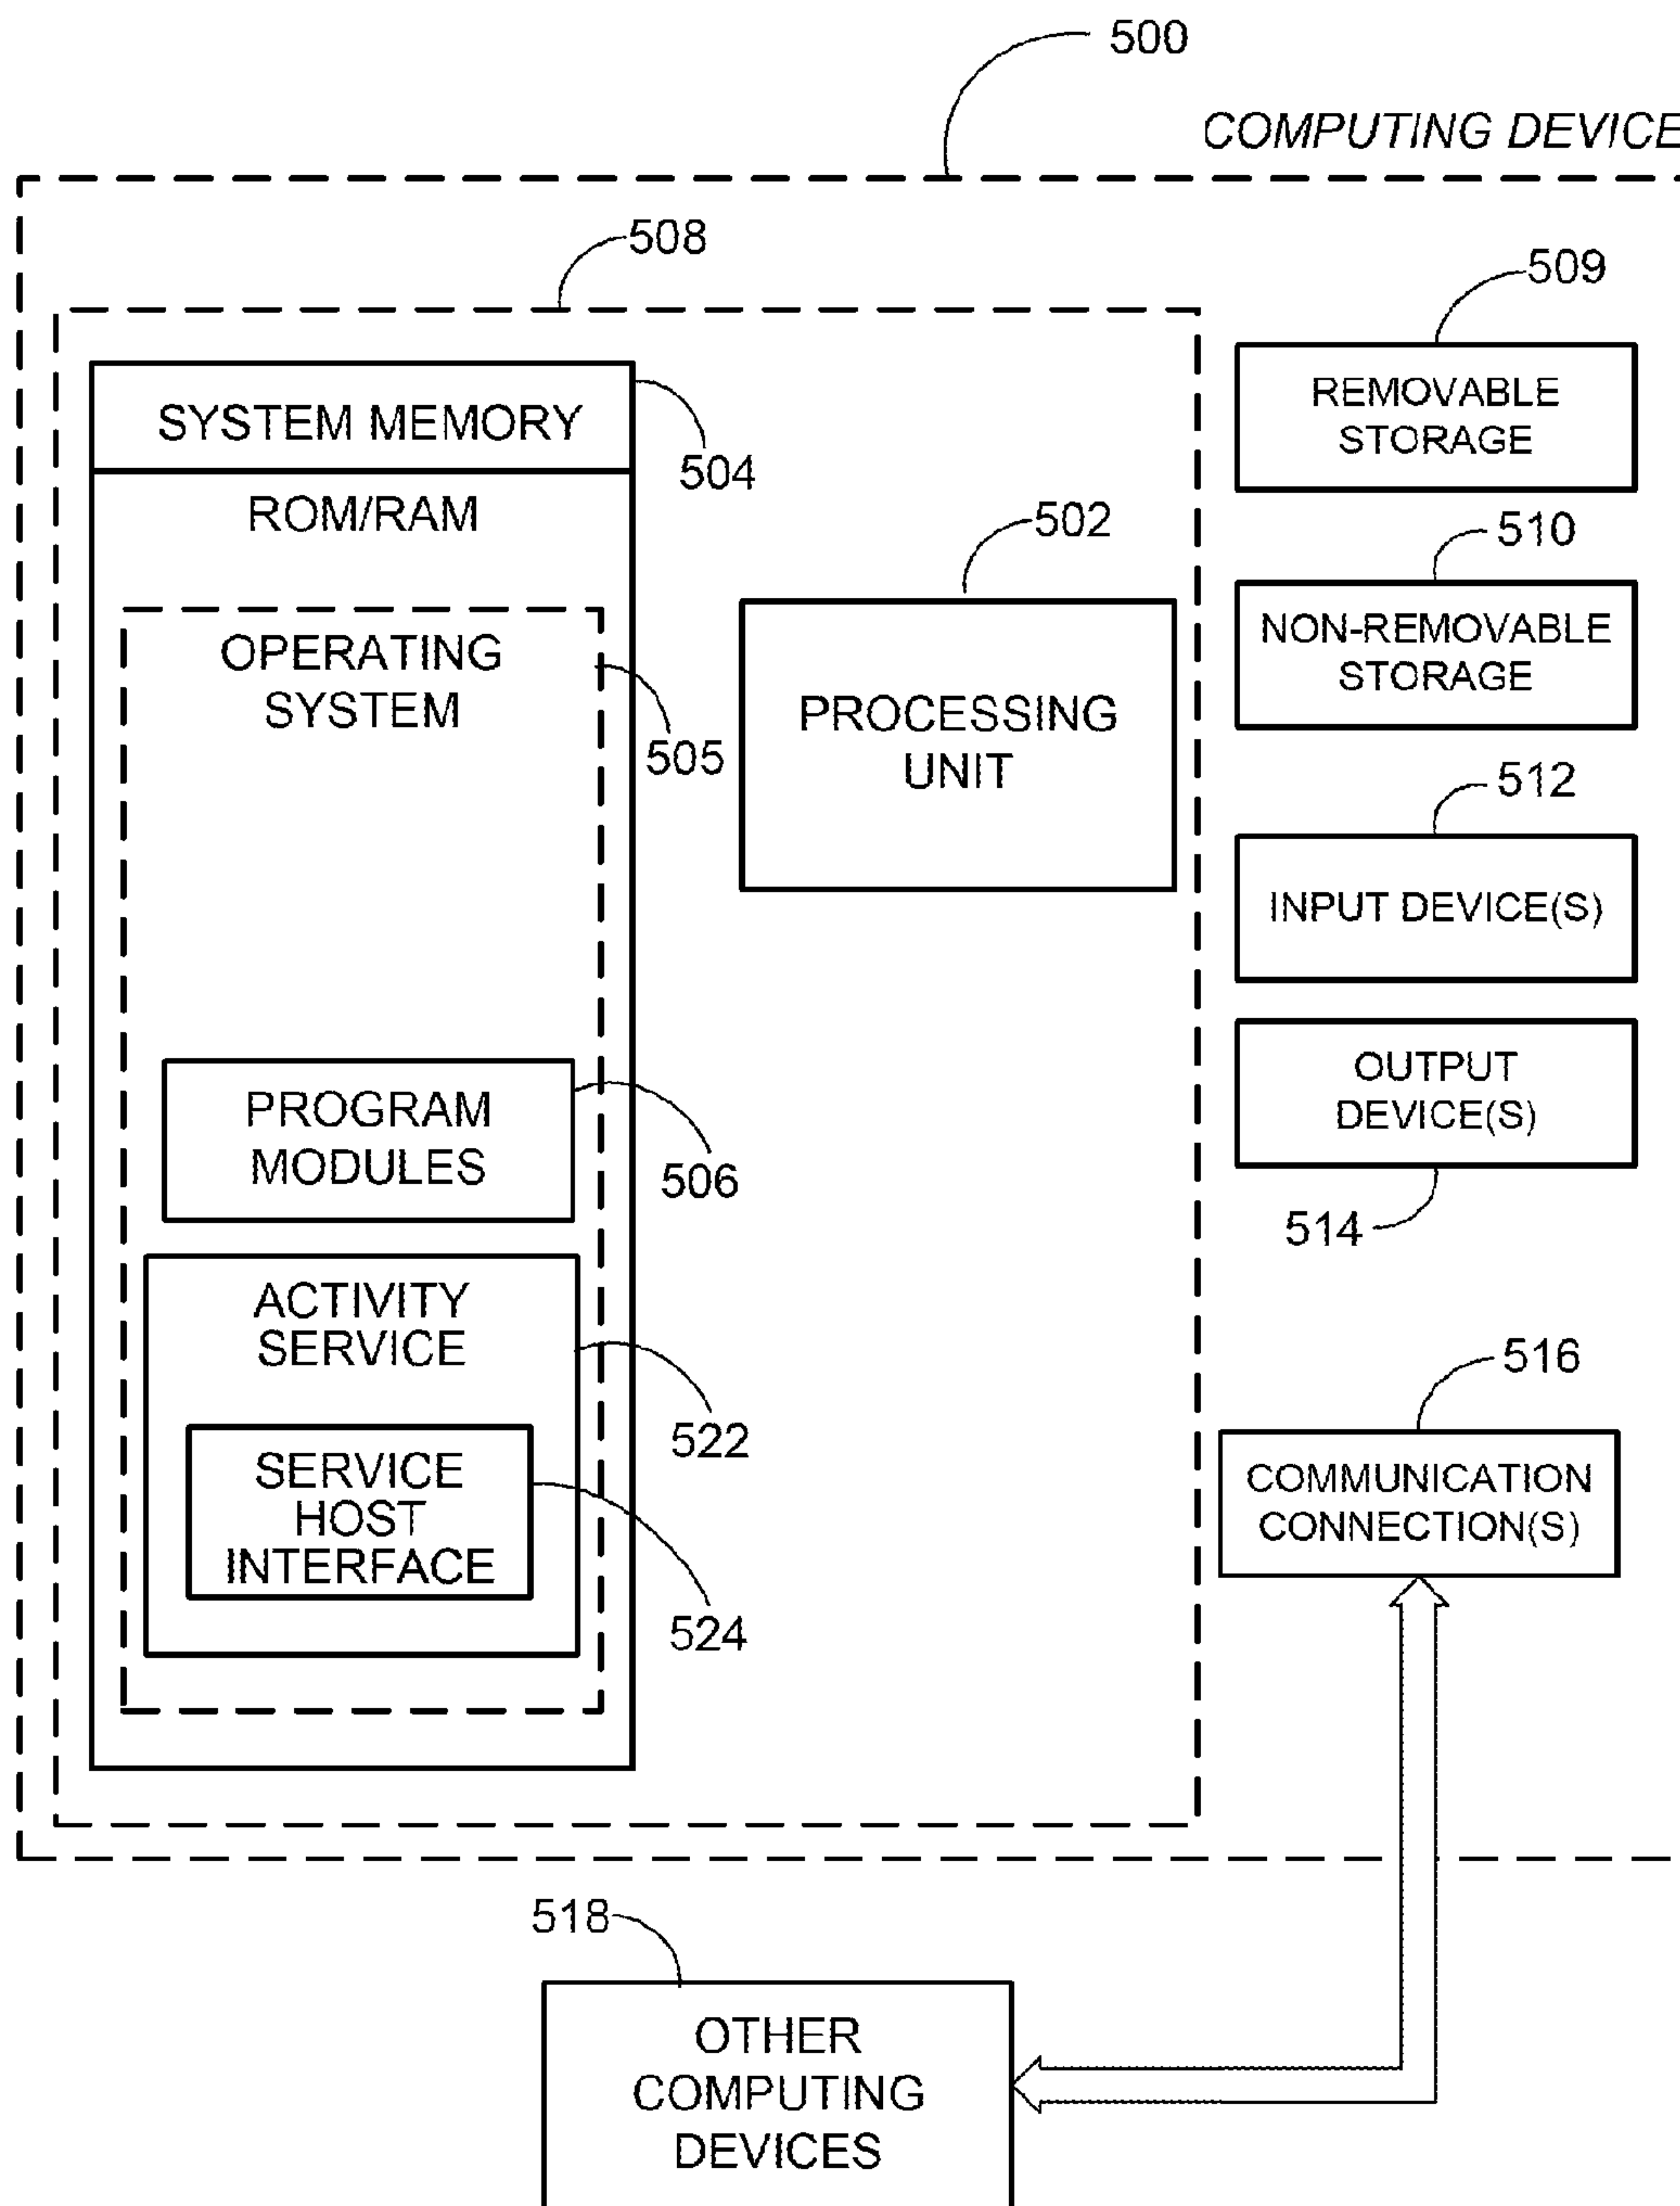 500
COMPUTING DEVICE
508
509
SYSTEM MEMORY
504
REMOVABLE
STORAGE
ROM/RAM
502
510
OPERATING
SYSTEM
505
PROCESSING
UNIT
NON-REMOVABLE
STORAGE
512
INPUT DEVICE(S)
OUTPUT
DEVICE(S)
514
PROGRAM
MODULES
506
ACTIVITY
SERVICE
522
516
SERVICE
HOST
INTERFACE
524
COMMUNICATION
CONNECTION(S)
518
OTHER
COMPUTING
DEVICES